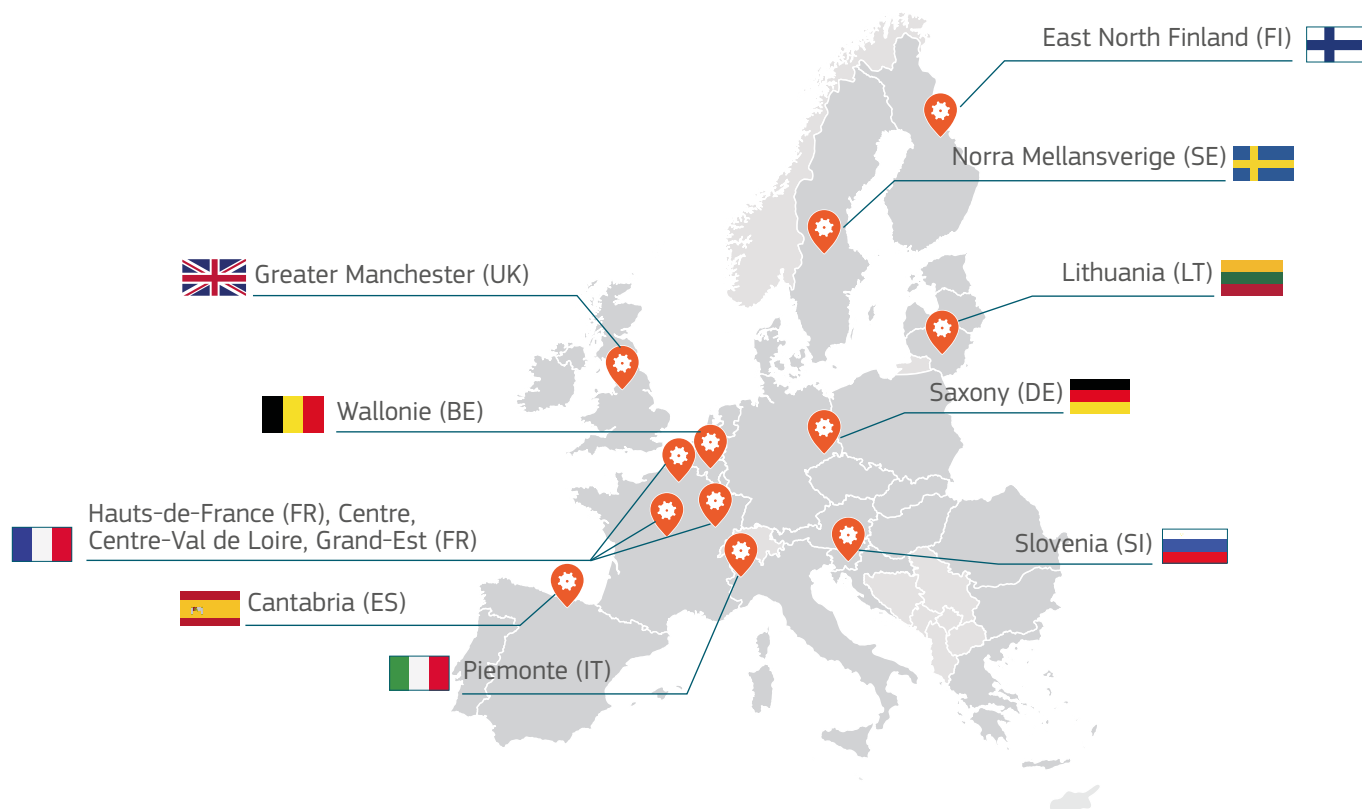 East North Finland (FI)
Norra Mellansverige (SE)
Greater Manchester (UK)
Lithuania (LT)
Saxony (DE)
Wallonie (BE)
Hauts-de-France (FR), Centre,
Centre-Val de Loire, Grand-Est (FR)
Slovenia (SI)
Cantabria (ES)
Piemonte (IT)